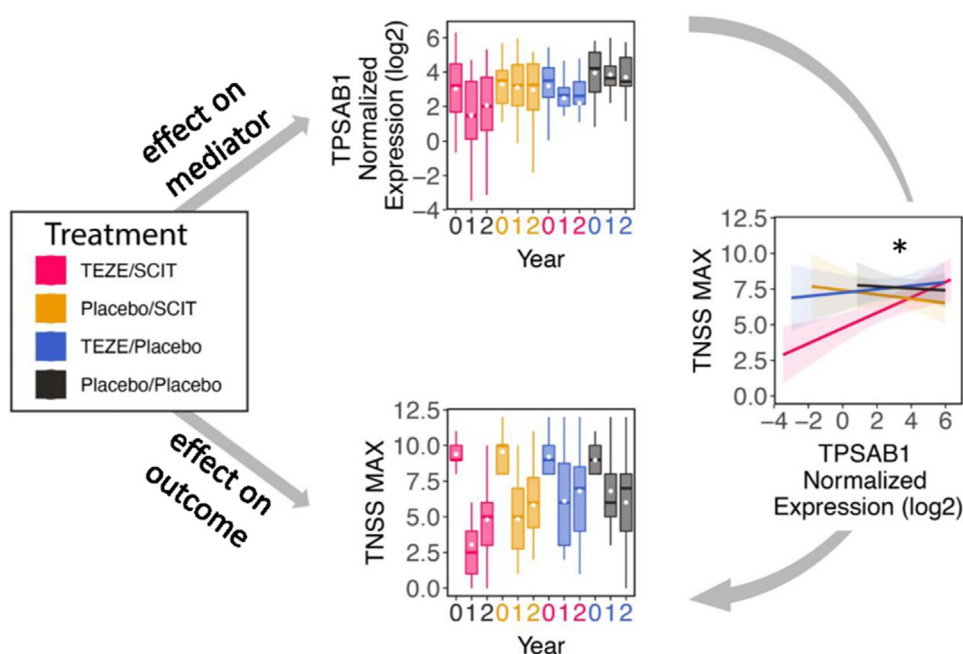 effect on
mediator
Treatment
TEZE/SCIT
Placebo/SCIT
TEZE/Placebo
Placebo/Placebo
effect on
outcome
TPSAB1
Normalized
Expression (log2)
6
4
2
0
−2
−4
012012012012
Year
TNSS MAX
12.5
10.0
7.5
5.0
2.5
0.0
012012012012
Year
TNSS MAX
12.5
10.0
7.5
5.0
2.5
0.0
*
−4 −2 0 2 4 6
TPSAB1
Normalized
Expression (log2)